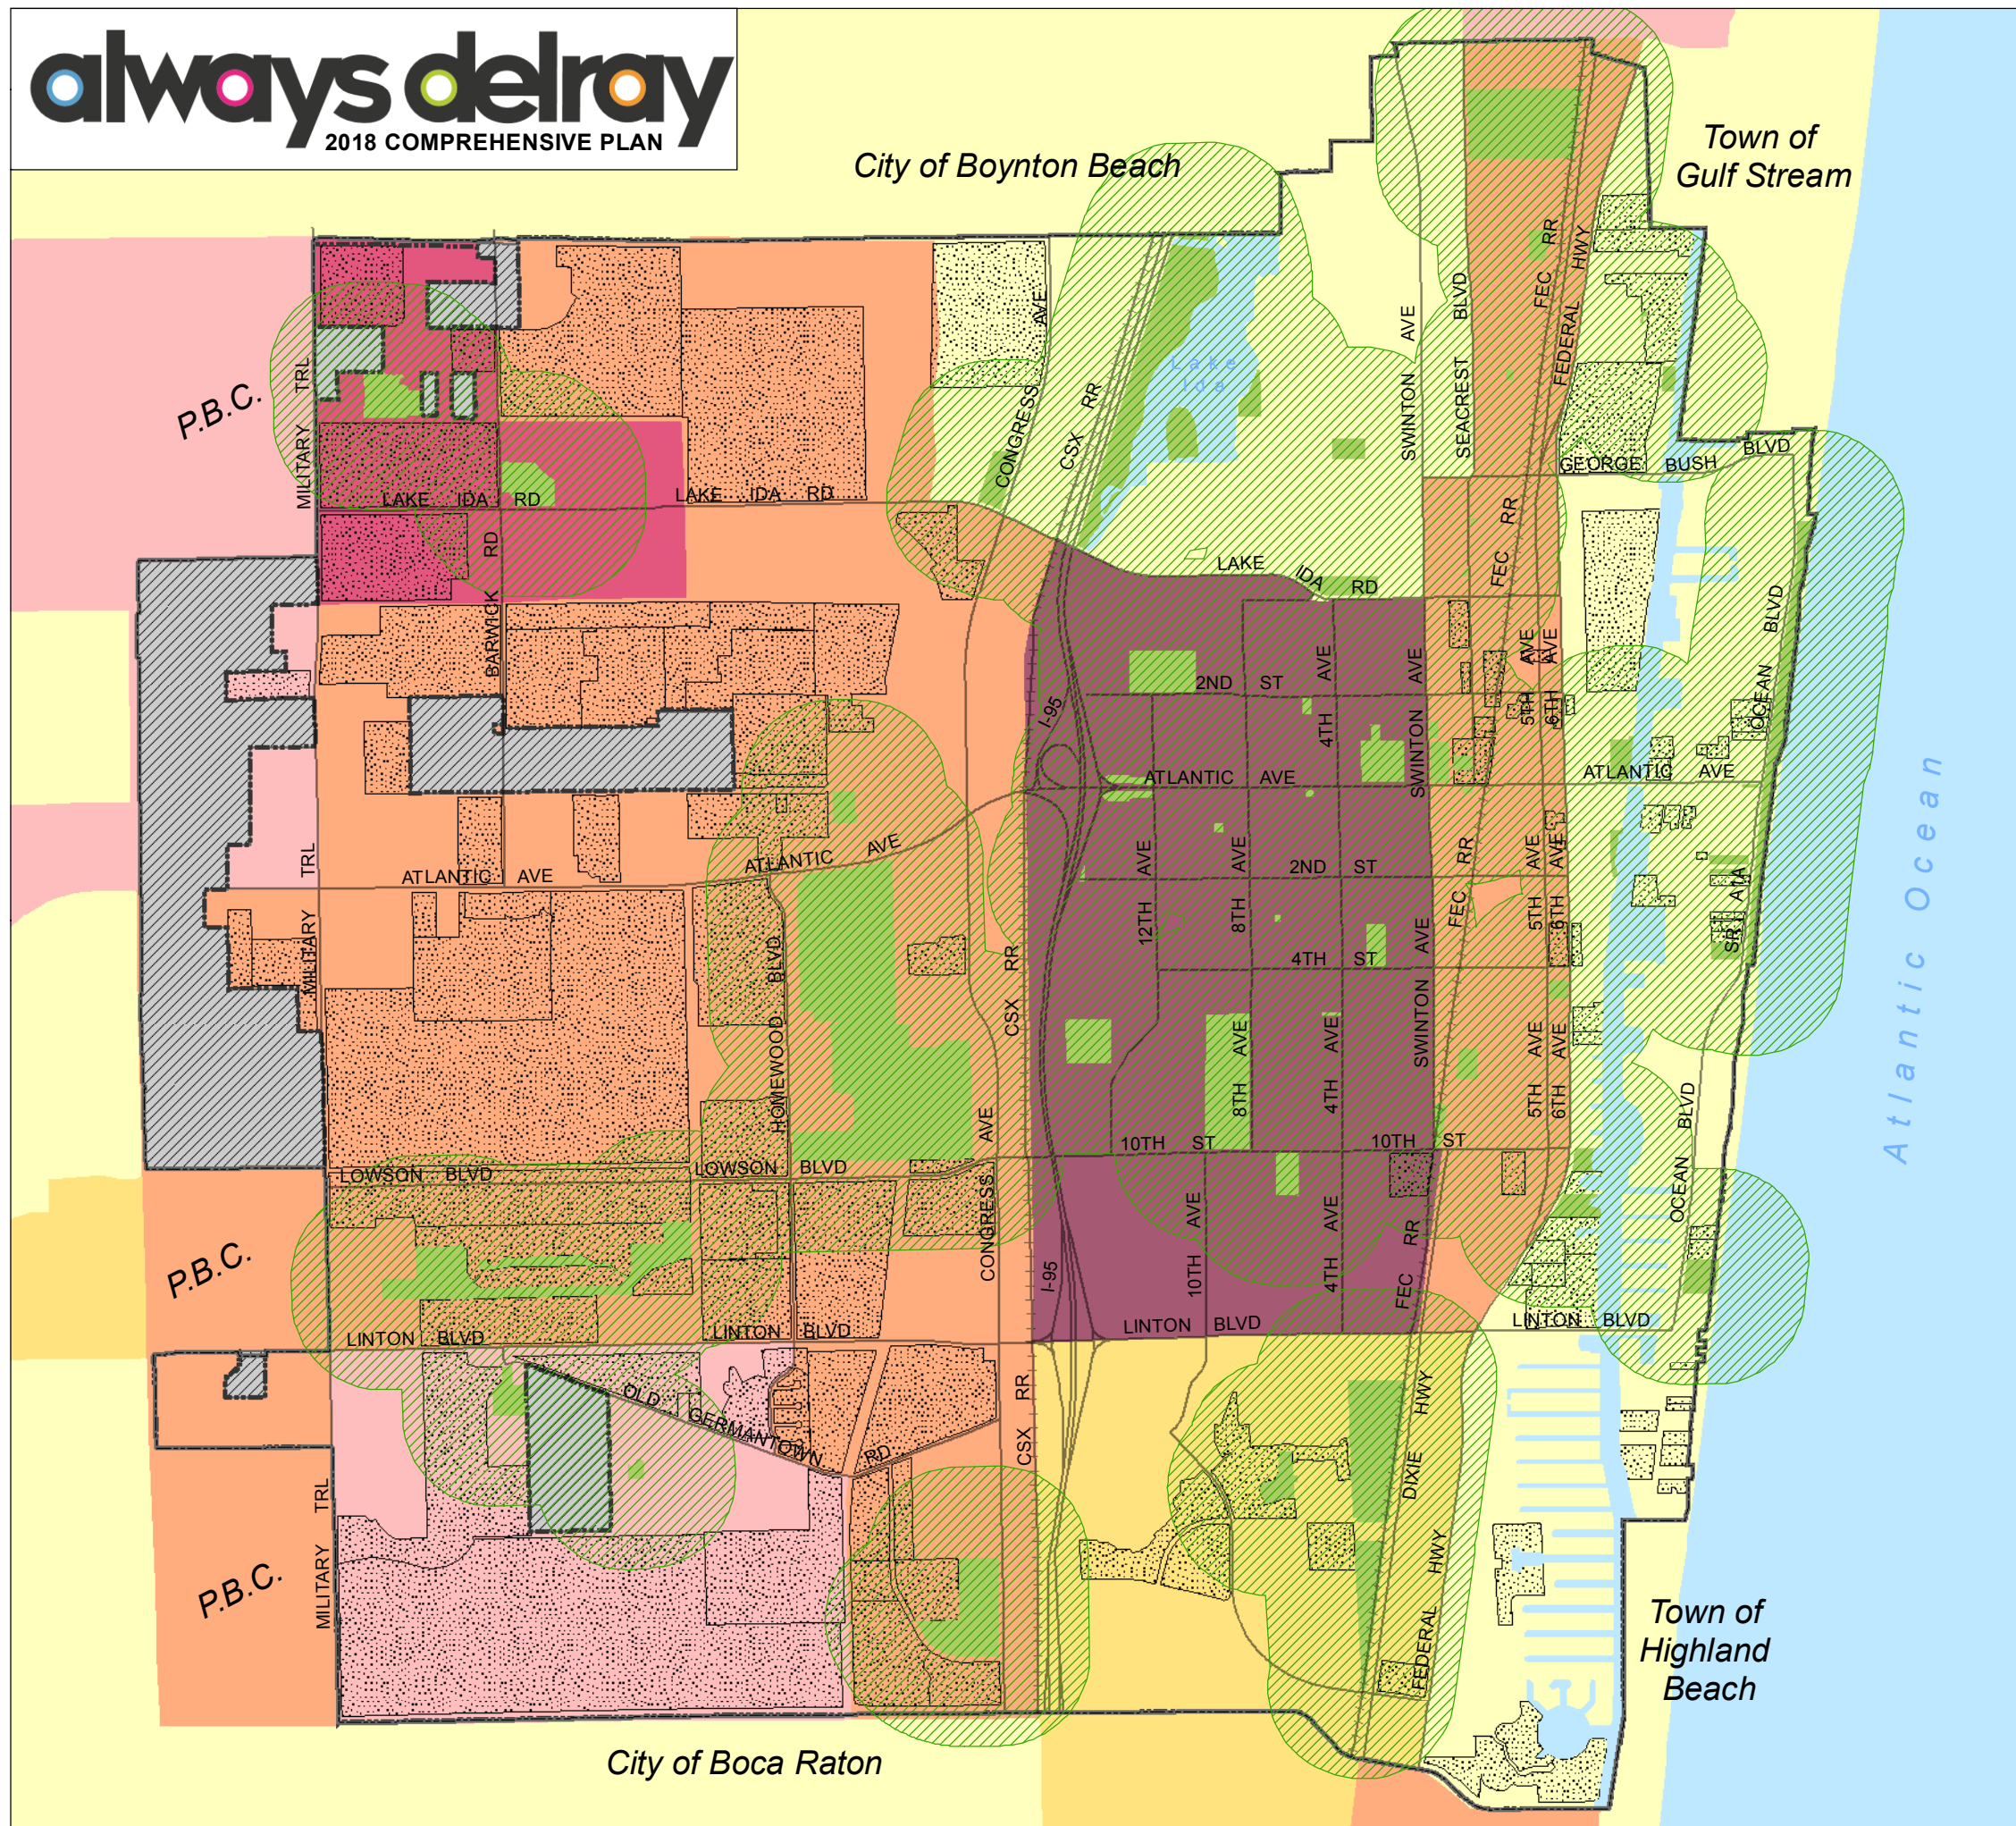 always delray
2018 COMPREHENSIVE PLAN
City of Boynton Beach
Town of
Gulf Stream
P.B.C.
MILITARY TRL
LAKE IDA RD
LAKE IDA RD
BARWICK RD
CONGRESS AVE
CSX RR
Lake
Ida
SWINTON AVE
SEACREST BLVD
FEC RR
FEDERAL HWY
GEORGE BUSH BLVD
LAKE IDA RD
FEC RR
OCEAN BLVD
I-95
2ND ST
4TH AVE
SWINTON AVE
5TH AVE
6TH AVE
ATLANTIC AVE
ATLANTIC AVE
Atlantic Ocean
MILITARY TRL
ATLANTIC AVE
ATLANTIC AVE
12TH AVE
8TH AVE
2ND ST
FEC RR
5TH AVE
6TH AVE
SR A1A
HOMEWOOD BLVD
CSX RR
4TH ST
SWINTON AVE
8TH AVE
4TH AVE
5TH AVE
6TH AVE
10TH ST
10TH ST
LOWSON BLVD
LOWSON BLVD
CONGRESS AVE
OCEAN BLVD
P.B.C.
I-95
10TH AVE
4TH AVE
FEC RR
LINTON BLVD
LINTON BLVD
LINTON BLVD
LINTON BLVD
OLD GERMANTOWN RD
CSX RR
DIXIE HWY
MILITARY TRL
P.B.C.
FEDERAL HWY
Town of
Highland
Beach
City of Boca Raton